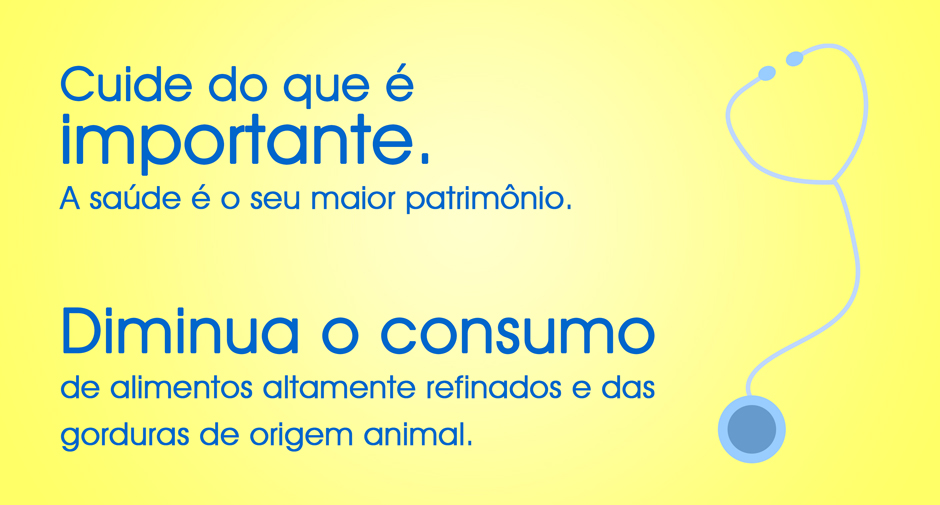 Cuide do que é
importante.
A saúde é o seu maior patrimônio.
Diminua o consumo
de alimentos altamente refinados e das
gorduras de origem animal.